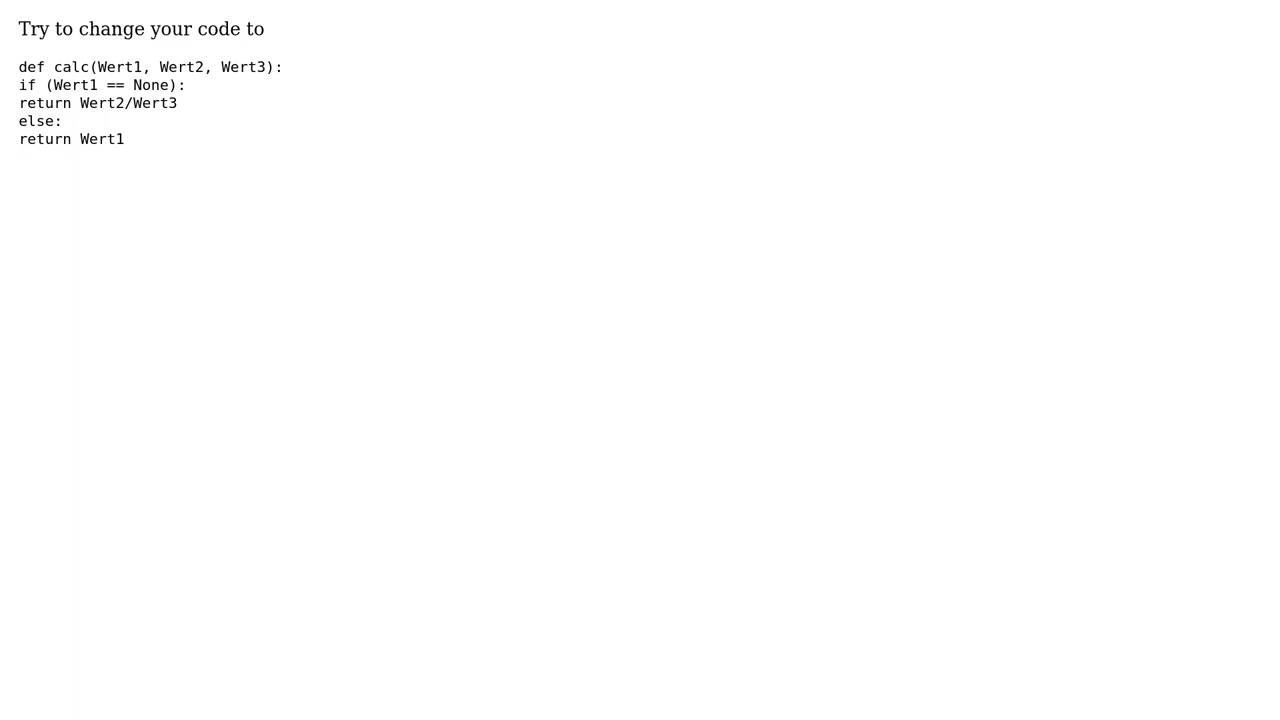 Try to change your code to
def calc(Wert1, Wert2, Wert3):
if (Wert1 == None):
return Wert2/Wert3
else:
return Wert1